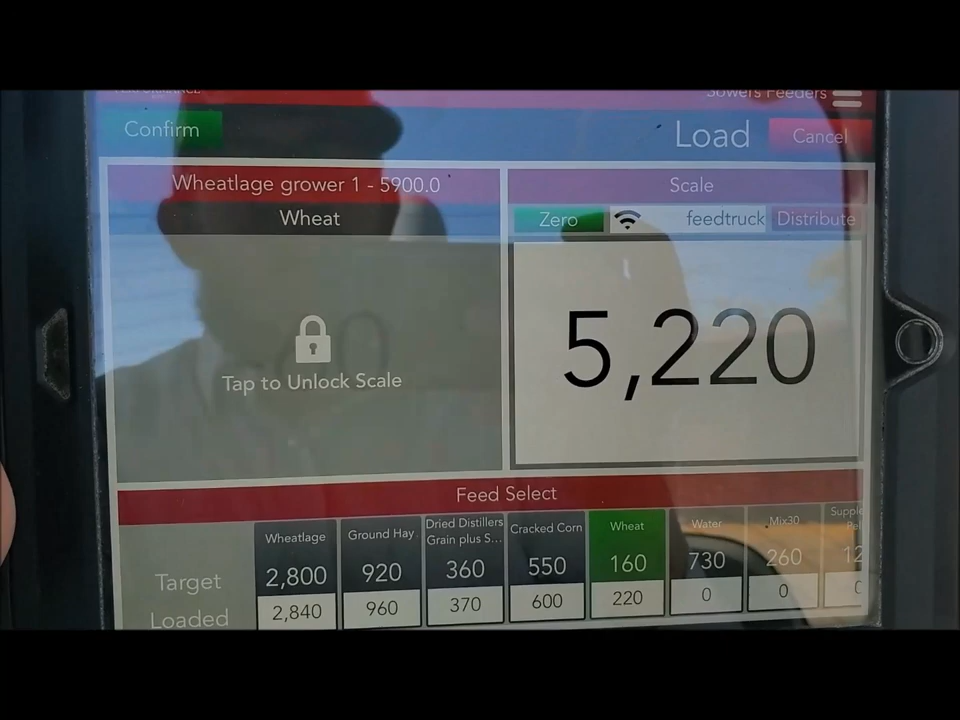 Sowers Feeders
Confirm
Load
Cancel
Wheatlage grower 1 - 5900.0
Scale
Wheat
Zero
feedtruck
Distribute
Tap to Unlock Scale
5,220
Feed Select
Wheatlage
Ground Hay
Dried Distillers
Grain plus S...
Cracked Corn
Wheat
Water
Mix30
Target
2,800
920
360
550
160
730
260
Loaded
2,840
960
370
600
220
0
0